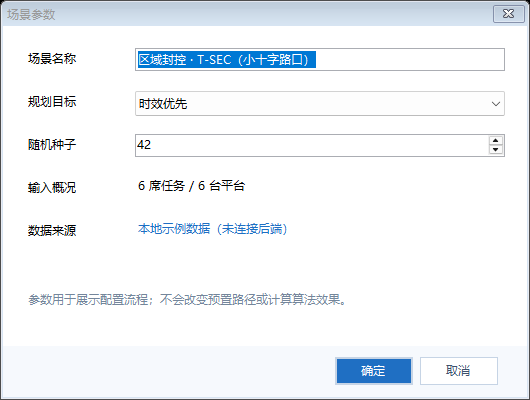 场景参数
场景名称 区域封控 · T-SEC（小十字路口）
规划目标 时效优先
随机种子 42
输入概况 6 席任务 / 6 台平台
数据来源 本地示例数据（未连接后端）
参数用于展示配置流程；不会改变预置路径或计算算法效果。
确定 取消